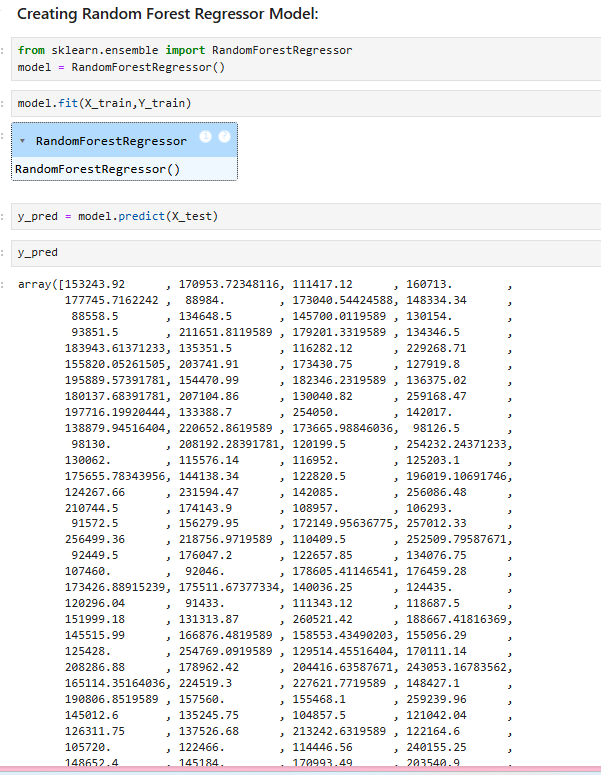 Creating Random Forest Regressor Model:
from sklearn.ensemble import RandomForestRegressor
model = RandomForestRegressor()
model.fit(X_train,Y_train)
RandomForestRegressor
RandomForestRegressor()
y_pred = model.predict(X_test)
y_pred
array([153243.92      , 170953.72348116, 111417.12      , 160713.        ,
177745.7162242 ,  88984.        , 173040.54424588, 148334.34      ,
88558.5       , 134648.5       , 145700.0119589 , 130154.        ,
93851.5       , 211651.8119589 , 179201.3319589 , 134346.5       ,
183943.61371233, 135351.5       , 116282.12      , 229268.71      ,
155820.05261505, 203741.91      , 173430.75      , 127919.8       ,
195889.57391781, 154470.99      , 182346.2319589 , 136375.02      ,
180137.68391781, 207104.86      , 130040.82      , 259168.47      ,
197716.19920444, 133388.7       , 254050.        , 142017.        ,
138879.94516404, 220652.8619589 , 173665.98846036,  98126.5       ,
98130.        , 208192.28391781, 120199.5       , 254232.24371233,
130062.        , 115576.14      , 116952.        , 125203.1       ,
175655.78343956, 144138.34      , 122820.5       , 196019.10691746,
124267.66      , 231594.47      , 142085.        , 256086.48      ,
210744.5       , 174143.9       , 108957.        , 106293.        ,
91572.5       , 156279.95      , 172149.95636775, 257012.33      ,
256499.36      , 218756.9719589 , 110409.5       , 252509.79587671,
92449.5       , 176047.2       , 122657.85      , 134076.75      ,
107460.        ,  92046.        , 178605.41146541, 176459.28      ,
173426.88915239, 175511.67377334, 140036.25      , 124435.        ,
120296.04      ,  91433.        , 111343.12      , 118687.5       ,
151999.18      , 131313.87      , 260521.42      , 188667.41816369,
145515.99      , 166876.4819589 , 158553.43490203, 155056.29      ,
125428.        , 254769.0919589 , 129514.45516404, 170111.14      ,
208286.88      , 178962.42      , 204416.63587671, 243053.16783562,
165114.35164036, 224519.3       , 227621.7719589 , 148427.1       ,
190806.8519589 , 157560.        , 155468.1       , 259239.96      ,
145012.6       , 135245.75      , 104857.5       , 121042.04      ,
126311.75      , 137526.68      , 213242.6319589 , 122164.6       ,
105720.        , 122466.        , 114446.56      , 240155.25      ,
148652.4       , 145184.        , 170993.49      , 203540.9       ,